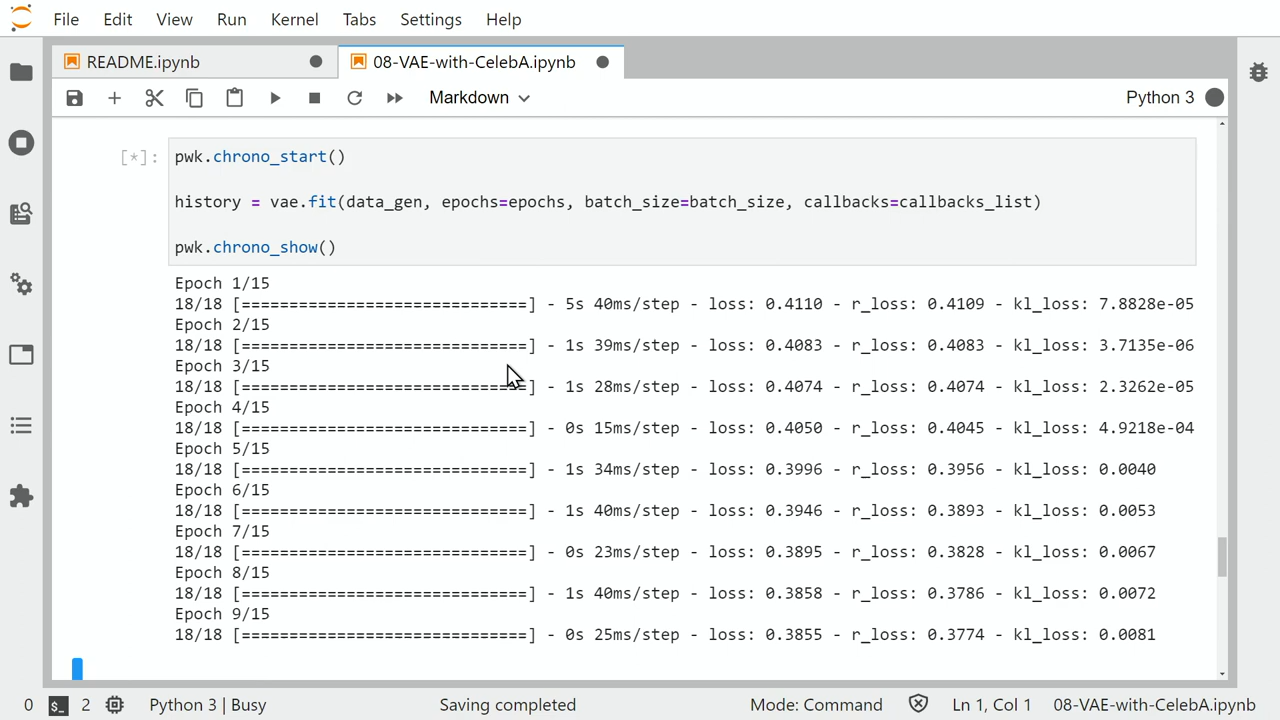 File Edit View Run Kernel Tabs Settings Help
README.ipynb 08-VAE-with-CelebA.ipynb
Markdown Python 3
[*]: pwk.chrono_start()
history = vae.fit(data_gen, epochs=epochs, batch_size=batch_size, callbacks=callbacks_list)
pwk.chrono_show()
Epoch 1/15
18/18 [==============================] - 5s 40ms/step - loss: 0.4110 - r_loss: 0.4109 - kl_loss: 7.8828e-05
Epoch 2/15
18/18 [==============================] - 1s 39ms/step - loss: 0.4083 - r_loss: 0.4083 - kl_loss: 3.7135e-06
Epoch 3/15
18/18 [==============================] - 1s 28ms/step - loss: 0.4074 - r_loss: 0.4074 - kl_loss: 2.3262e-05
Epoch 4/15
18/18 [==============================] - 0s 15ms/step - loss: 0.4050 - r_loss: 0.4045 - kl_loss: 4.9218e-04
Epoch 5/15
18/18 [==============================] - 1s 34ms/step - loss: 0.3996 - r_loss: 0.3956 - kl_loss: 0.0040
Epoch 6/15
18/18 [==============================] - 1s 40ms/step - loss: 0.3946 - r_loss: 0.3893 - kl_loss: 0.0053
Epoch 7/15
18/18 [==============================] - 0s 23ms/step - loss: 0.3895 - r_loss: 0.3828 - kl_loss: 0.0067
Epoch 8/15
18/18 [==============================] - 1s 40ms/step - loss: 0.3858 - r_loss: 0.3786 - kl_loss: 0.0072
Epoch 9/15
18/18 [==============================] - 0s 25ms/step - loss: 0.3855 - r_loss: 0.3774 - kl_loss: 0.0081
0 $_ 2 Python 3 | Busy Saving completed Mode: Command Ln 1, Col 1 08-VAE-with-CelebA.ipynb